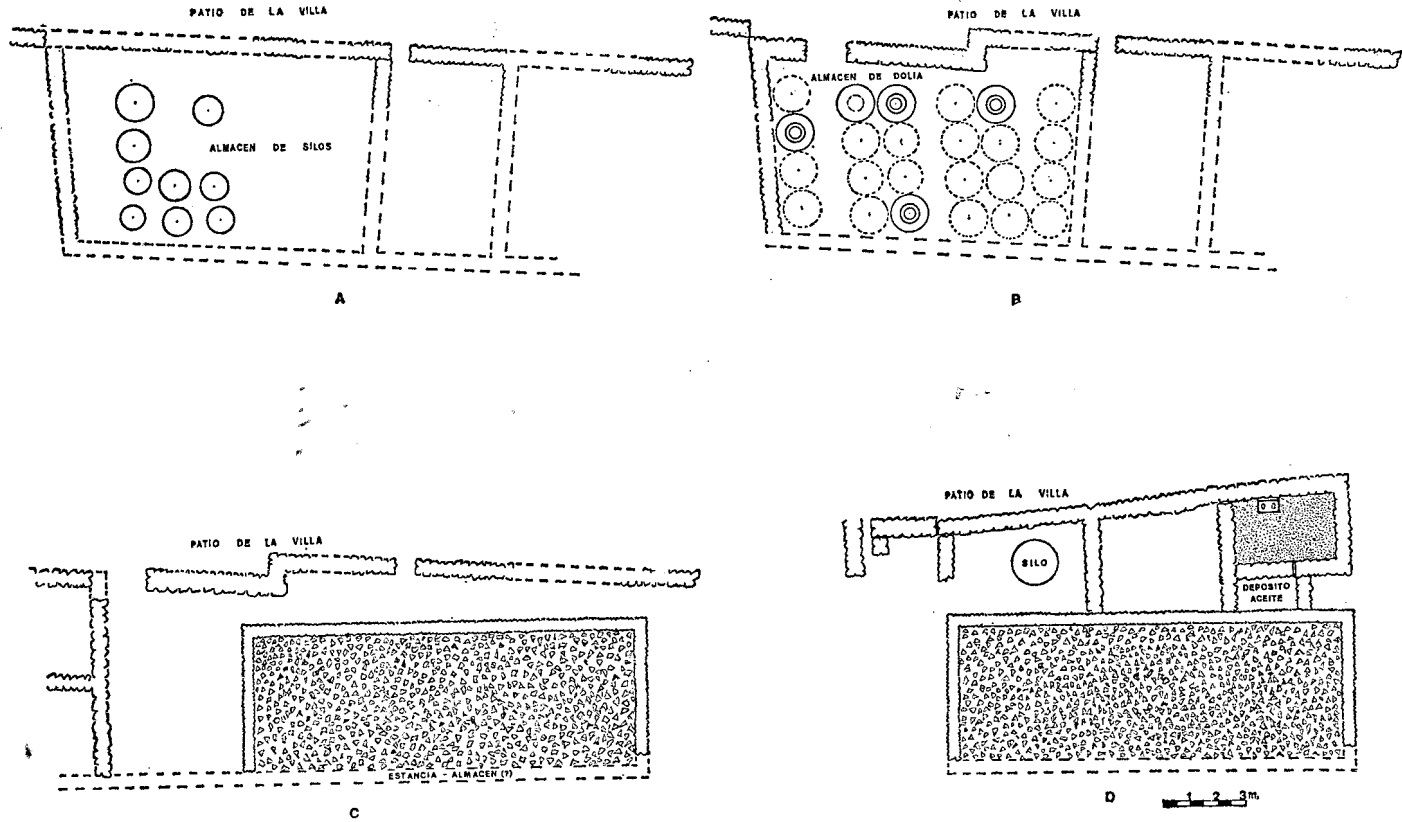 PATIO DE LA VILLA
ALMACEN DE SILOS
A
PATIO DE LA VILLA
ALMACEN DE DOLIA
B
PATIO DE LA VILLA
ESTANCIA - ALMACEN (?)
C
PATIO DE LA VILLA
SILO
DEPOSITO
ACEITE
D
1 2 3 m.